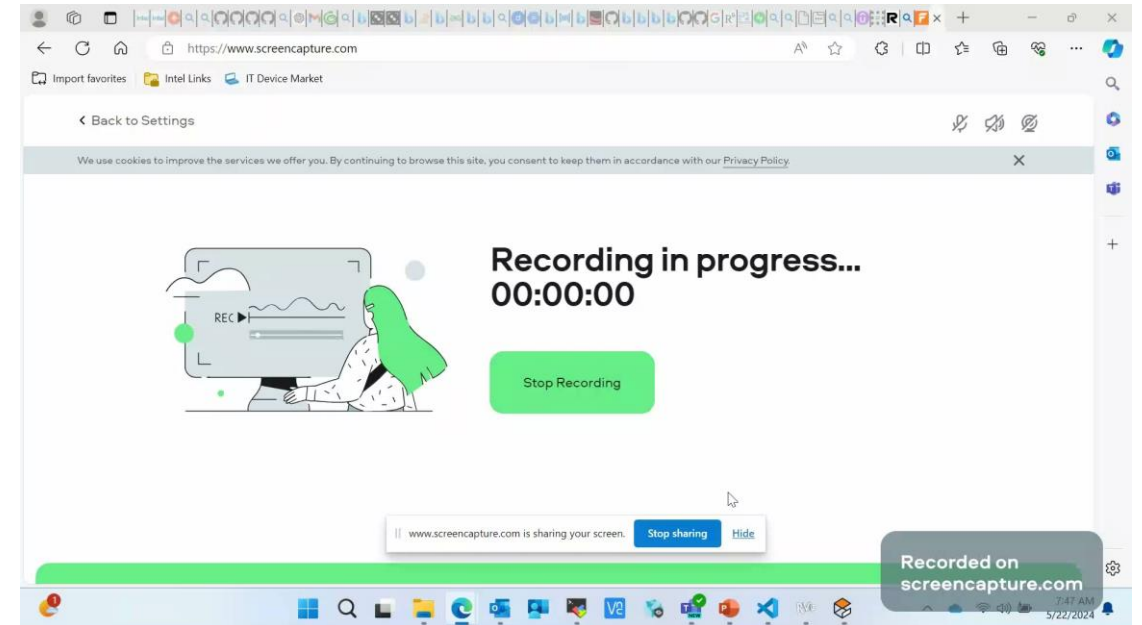 https://www.screencapture.com
Import favorites
Intel Links
IT Device Market
Back to Settings
We use cookies to improve the services we offer you. By continuing to browse this site, you consent to keep them in accordance with our Privacy Policy.
Recording in progress...
00:00:00
REC
Stop Recording
www.screencapture.com is sharing your screen.
Stop sharing
Hide
Recorded on
screencapture.com
7:47 AM
5/22/2024